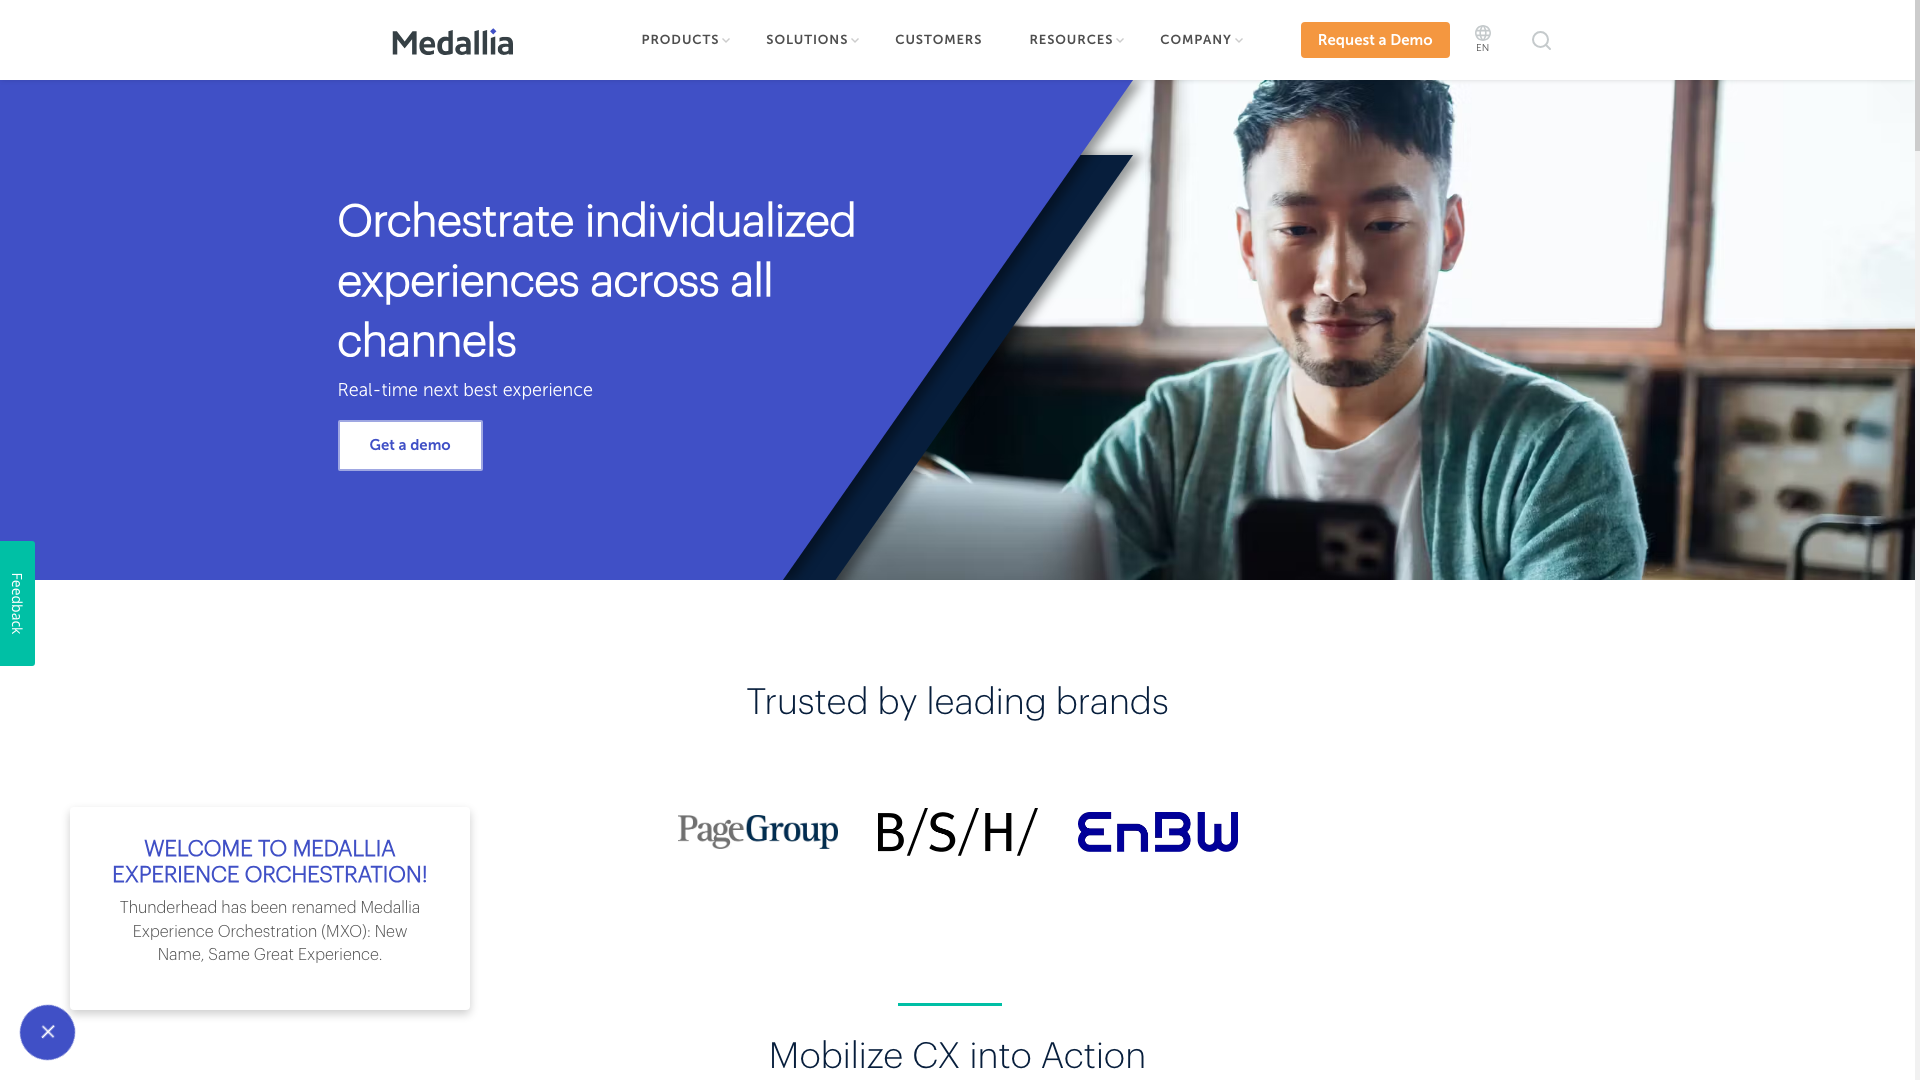 Medallia
PRODUCTS
SOLUTIONS
CUSTOMERS
RESOURCES
COMPANY
Request a Demo
EN
Orchestrate individualized
experiences across all
channels
Real-time next best experience
Get a demo
Feedback
Trusted by leading brands
PageGroup
B/S/H/
EnBW
WELCOME TO MEDALLIA
EXPERIENCE ORCHESTRATION!
Thunderhead has been renamed Medallia
Experience Orchestration (MXO): New
Name, Same Great Experience.
Mobilize CX into Action